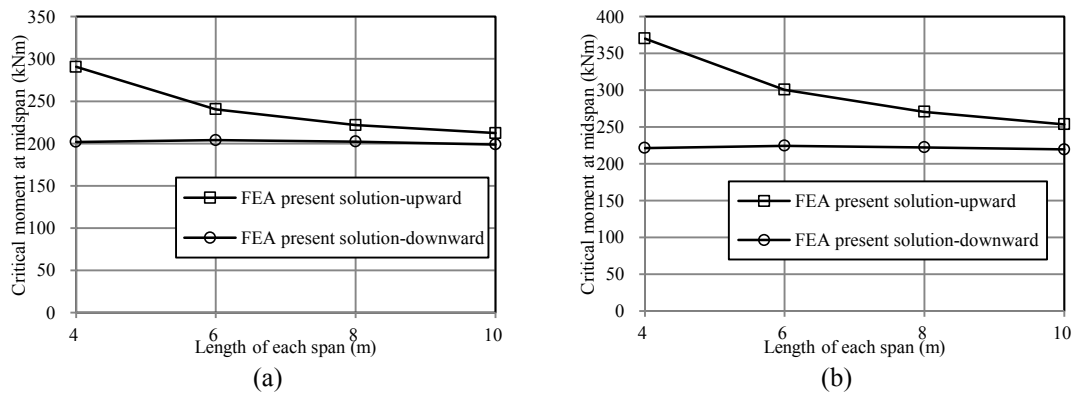 350
300
250
200
150
100
50
0
Critical moment at midspan (kNm)
FEA present solution-upward
FEA present solution-downward
4 6 8 10
Length of each span (m)
(a)
400
350
300
250
200
150
100
50
0
Critical moment at midspan (kNm)
FEA present solution-upward
FEA present solution-downward
4 6 8 10
Length of each span (m)
(b)